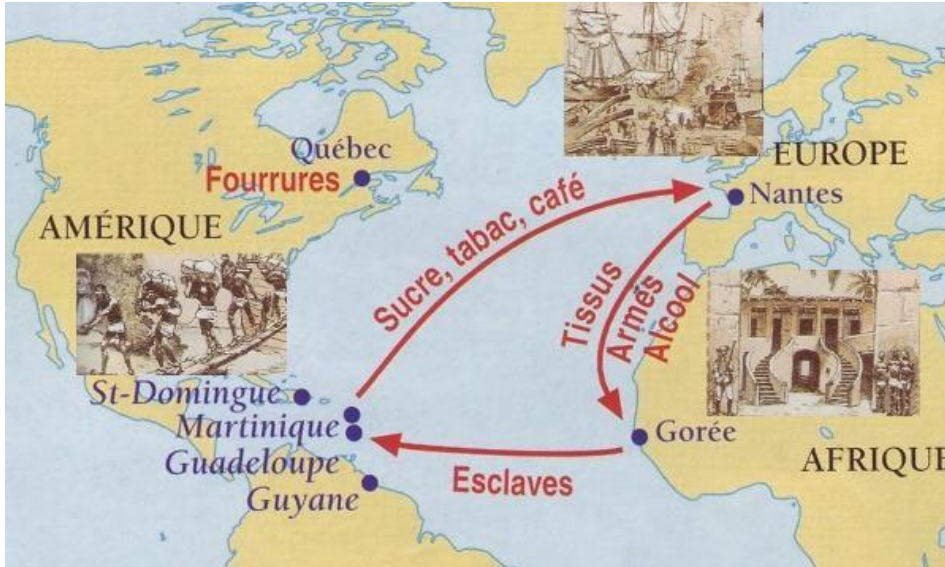 Québec
Fourrures
AMÉRIQUE
EUROPE
Nantes
Sucre, tabac, café
Tissus
Armes
Alcool
St-Domingue
Martinique
Guadeloupe
Guyane
Gorée
Esclaves
AFRIQUE